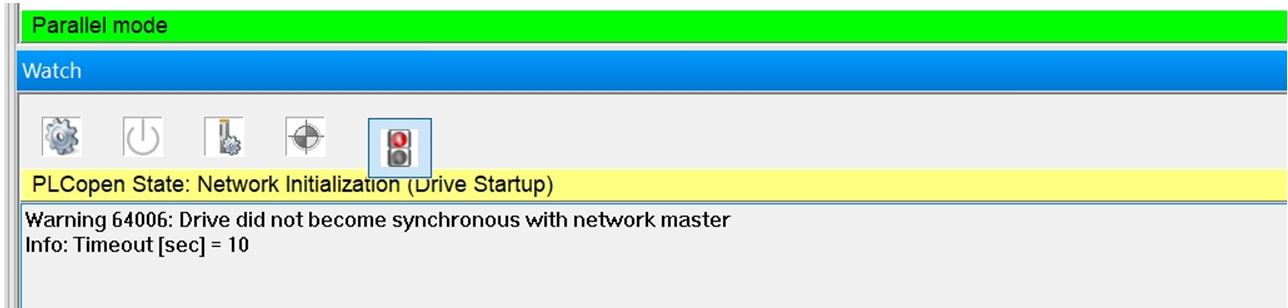 Parallel mode
Watch
PLCopen State: Network Initialization (Drive Startup)
Warning 64006: Drive did not become synchronous with network master
Info: Timeout [sec] = 10